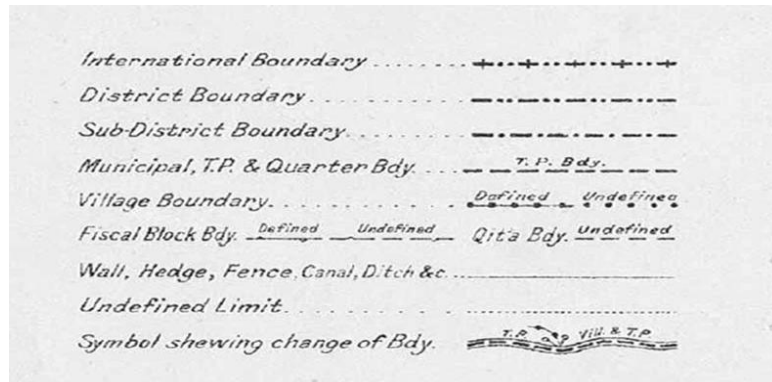 International Boundary
District Boundary
Sub-District Boundary
Municipal, T.P. & Quarter Bdy. T. P. Bdy.
Village Boundary Defined Undefined
Fiscal Block Bdy. Defined Undefined Qit'a Bdy. Undefined
Wall, Hedge, Fence, Canal, Ditch &c.
Undefined Limit
Symbol shewing change of Bdy. T.P. Vill. & T.P.